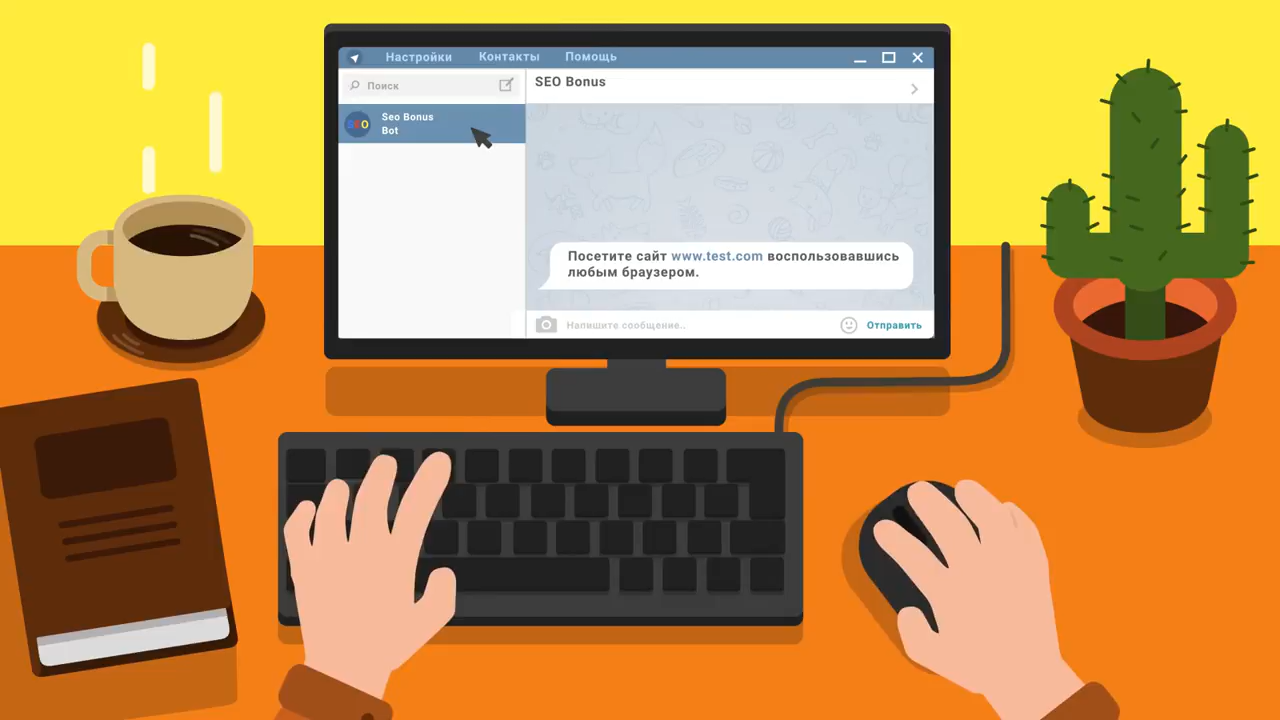 Настройки Контакты Помощь
Поиск
SEO Bonus
SEO
Seo Bonus
Bot
Посетите сайт www.test.com воспользовавшись
любым браузером.
Напишите сообщение...
Отправить